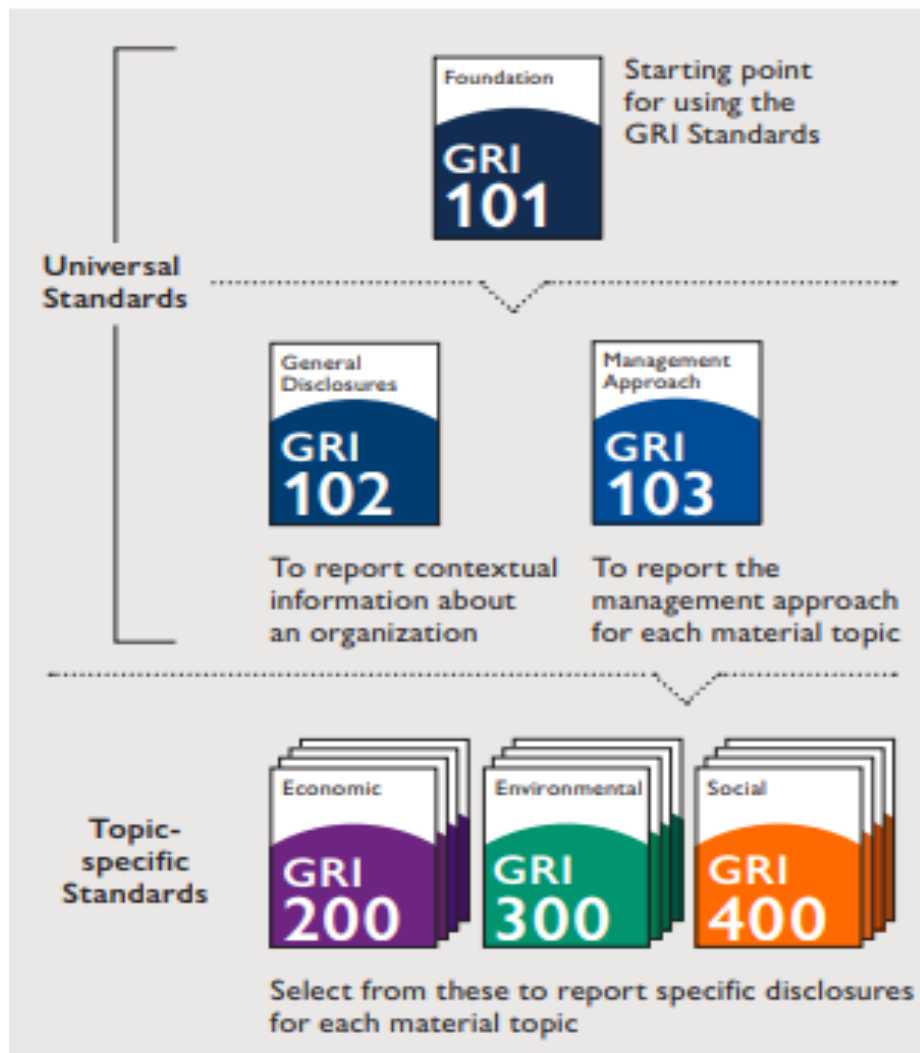 Foundation
GRI
101
Starting point
for using the
GRI Standards
Universal
Standards
General
Disclosures
GRI
102
To report contextual
information about
an organization
Management
Approach
GRI
103
To report the
management approach
for each material topic
Topic-
specific
Standards
Economic
GRI
200
Environmental
GRI
300
Social
GRI
400
Select from these to report specific disclosures
for each material topic